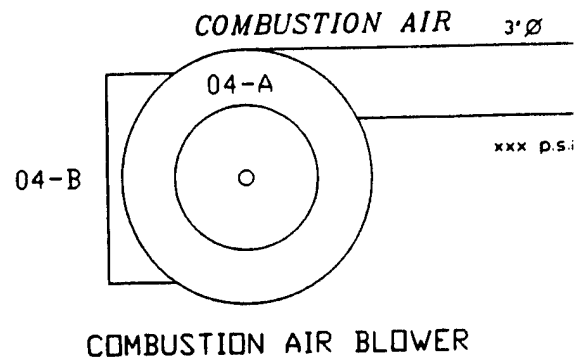 COMBUSTION AIR 3'Ø
04-A
xxx p.s.i
04-B
COMBUSTION AIR BLOWER